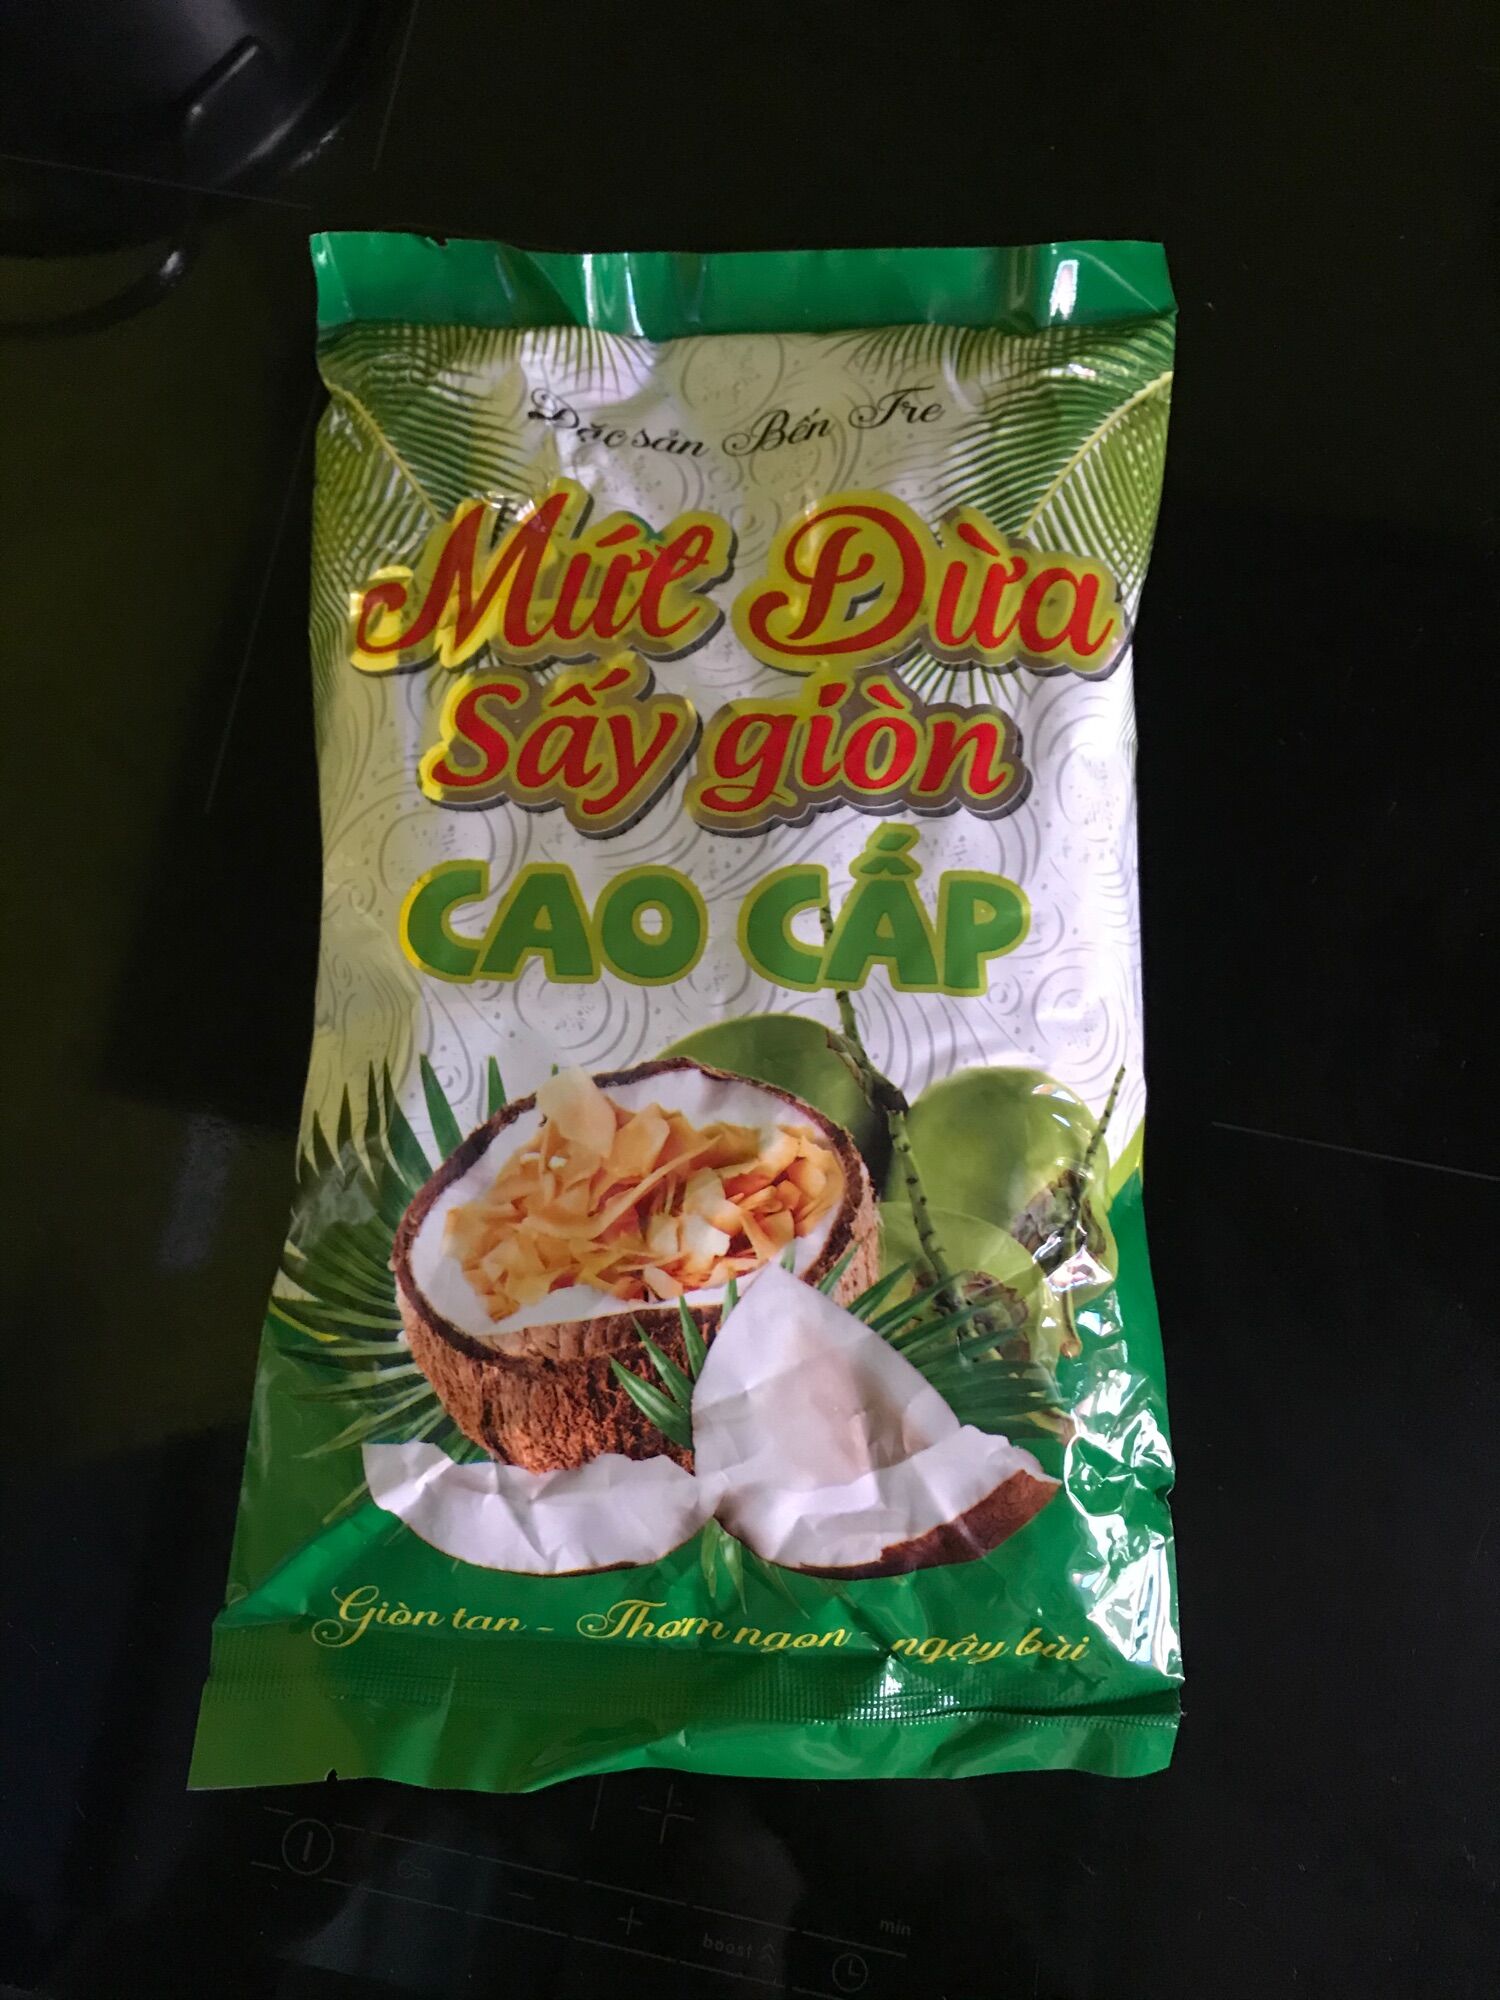 Đặc sản Bến Tre
Mứt Dừa
Sấy giòn
CAO CẤP
Giòn tan - Thơm ngon - ngậy bùi
min
boost